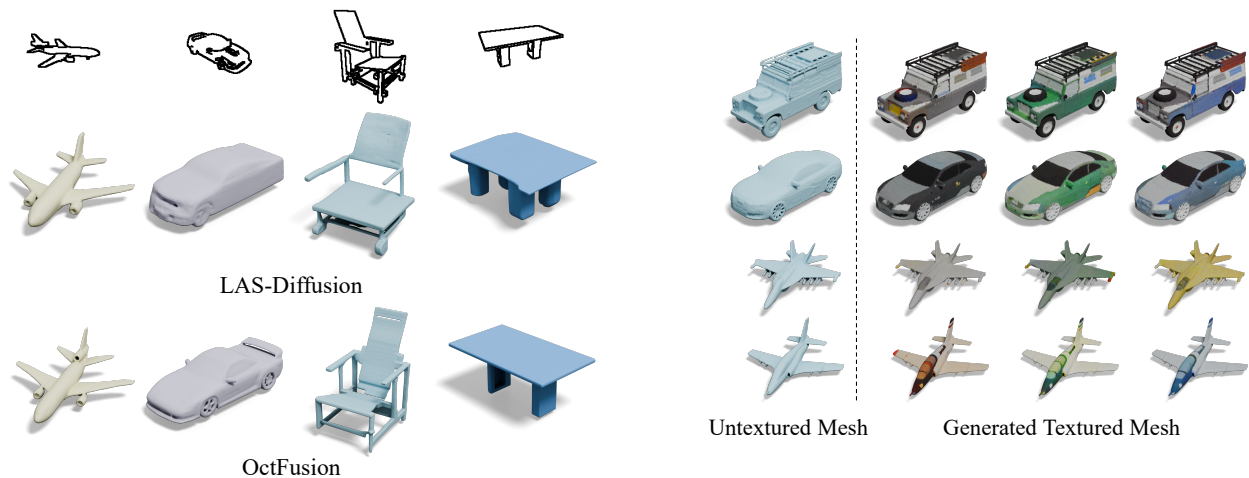 LAS-Diffusion
OctFusion
Untextured Mesh
Generated Textured Mesh